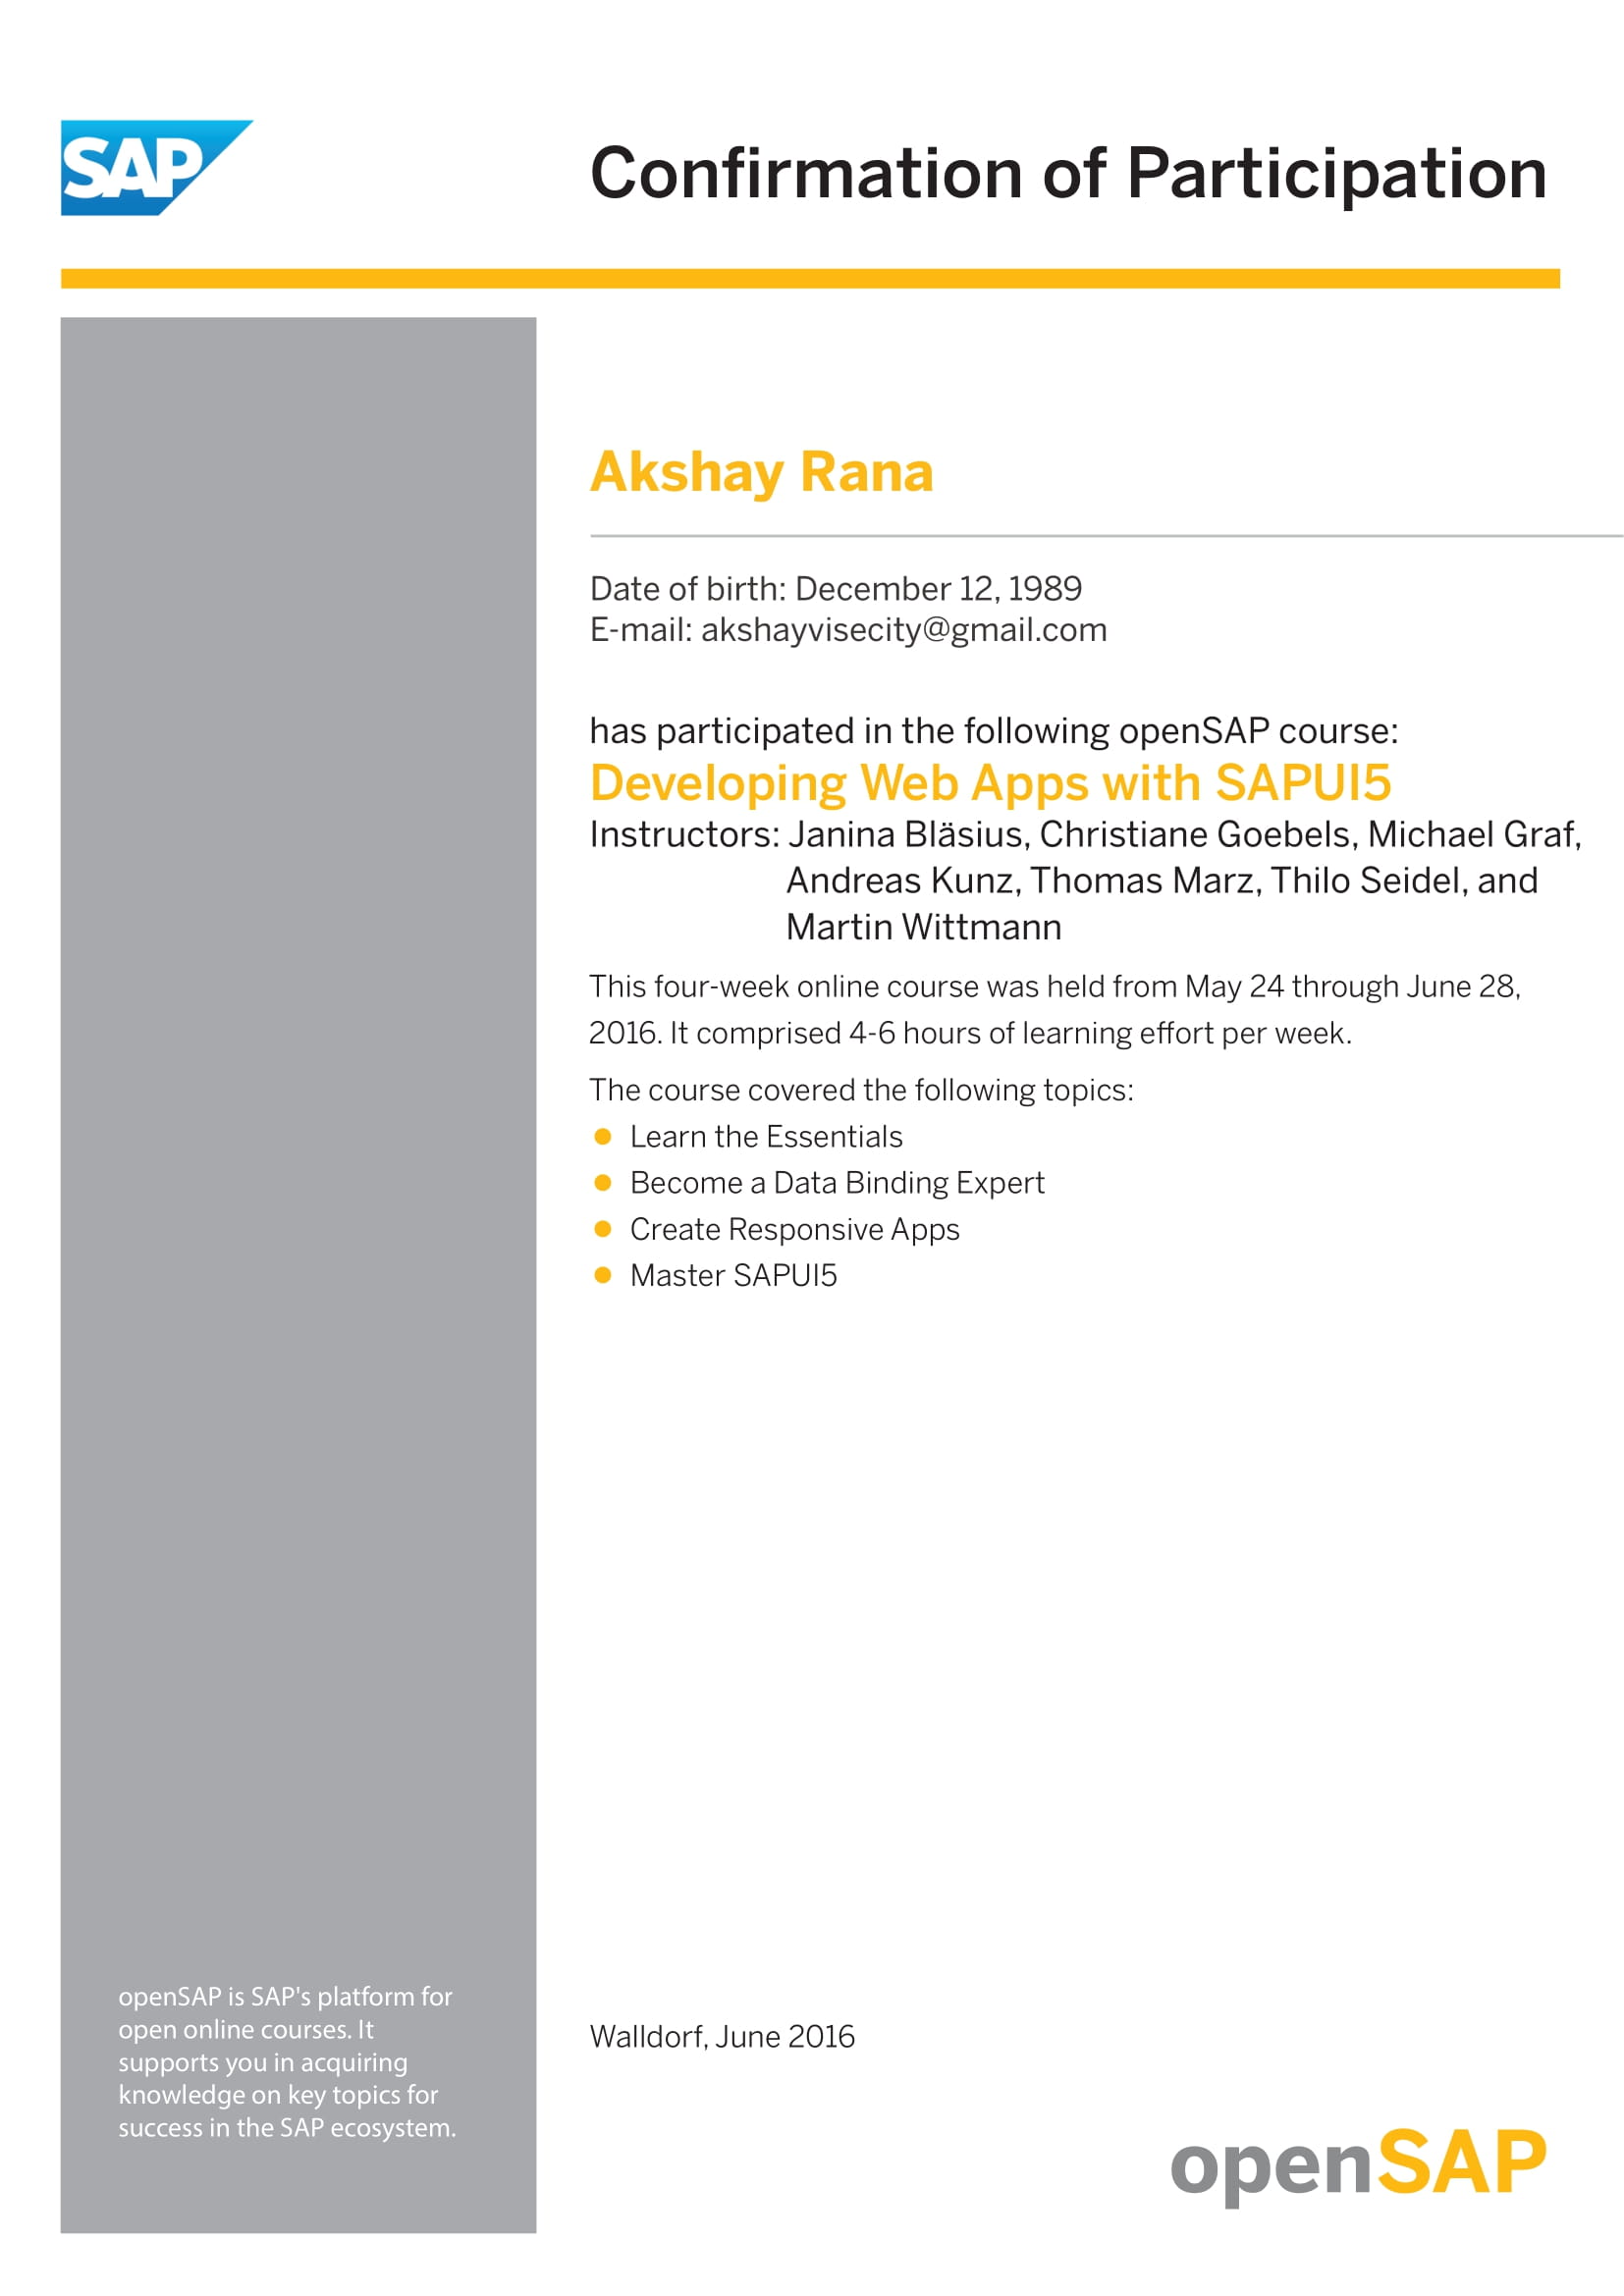 SAP
Confirmation of Participation
Akshay Rana
Date of birth: December 12, 1989
E-mail: akshayvisecity@gmail.com
has participated in the following openSAP course:
Developing Web Apps with SAPUI5
Instructors: Janina Bläsius, Christiane Goebels, Michael Graf,
Andreas Kunz, Thomas Marz, Thilo Seidel, and
Martin Wittmann
This four-week online course was held from May 24 through June 28,
2016. It comprised 4-6 hours of learning effort per week.
The course covered the following topics:
• Learn the Essentials
• Become a Data Binding Expert
• Create Responsive Apps
• Master SAPUI5
openSAP is SAP's platform for
open online courses. It
supports you in acquiring
knowledge on key topics for
success in the SAP ecosystem.
Walldorf, June 2016
openSAP